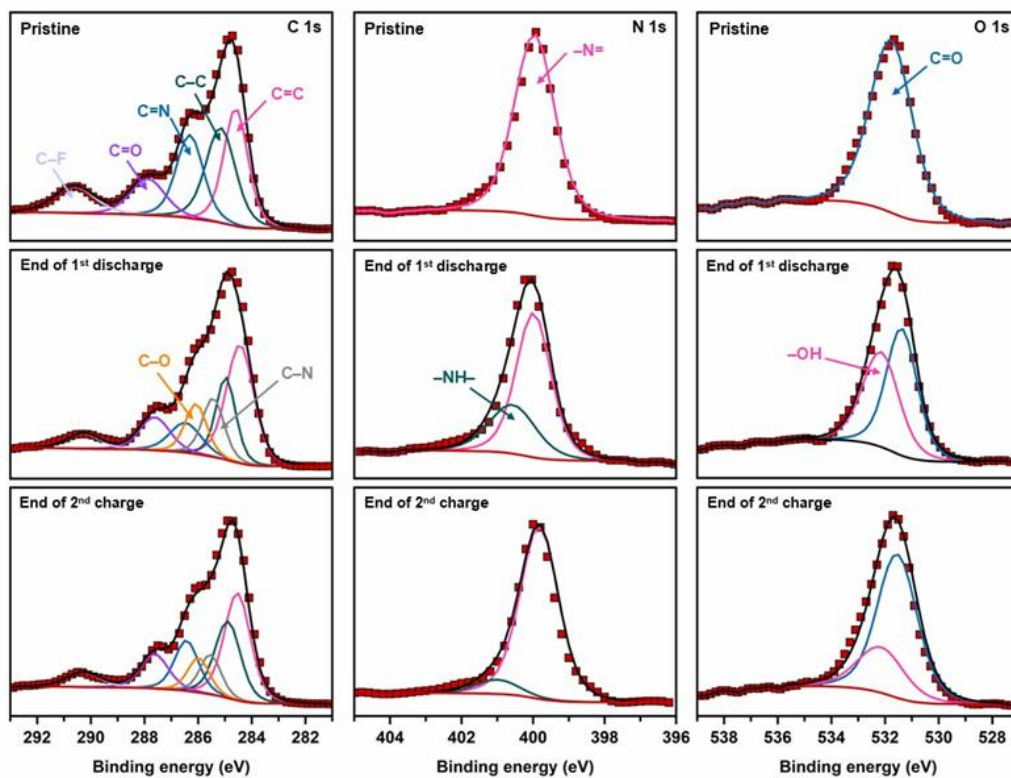 Pristine C 1s
C–C
C=N
C=C
C=O
C–F
Pristine N 1s
–N=
Pristine O 1s
C=O
End of 1st discharge
C–O
C–N
End of 1st discharge
–NH–
End of 1st discharge
–OH
End of 2nd charge
End of 2nd charge
End of 2nd charge
292 290 288 286 284 282
404 402 400 398 396
538 536 534 532 530 528
Binding energy (eV)
Binding energy (eV)
Binding energy (eV)